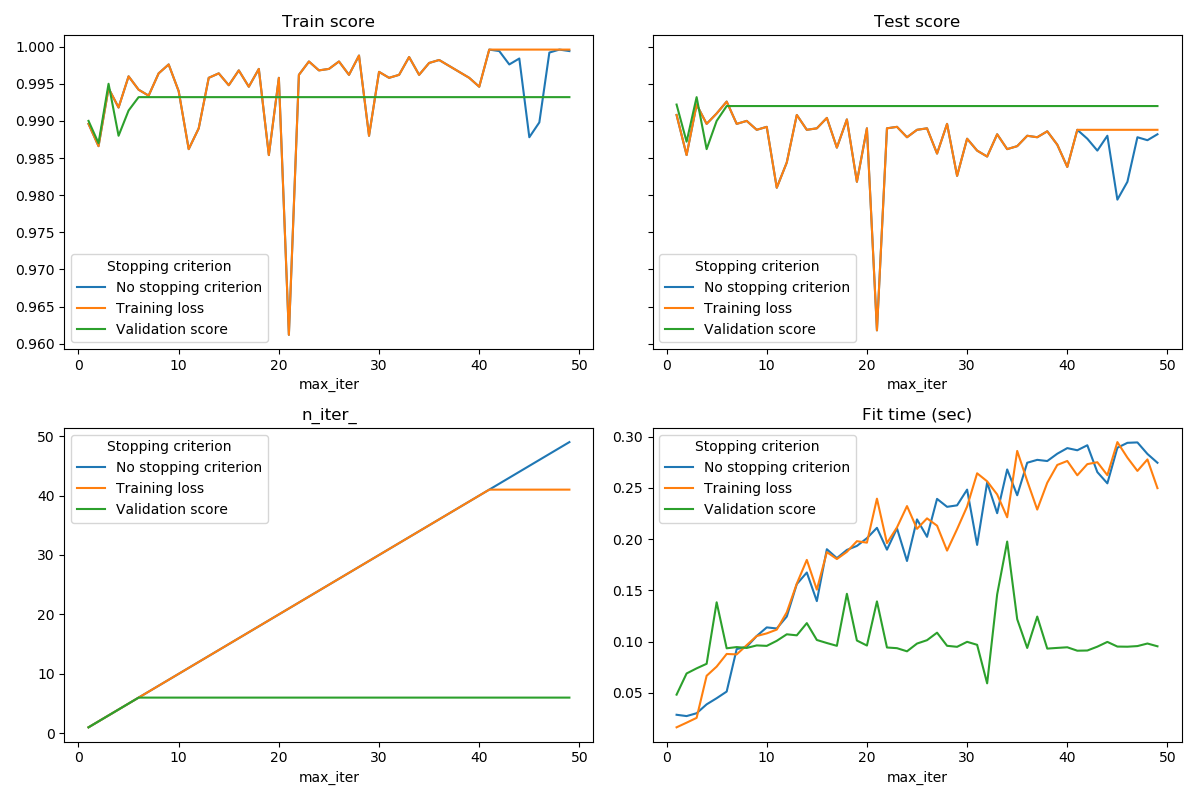 Train score
1.000
0.995
0.990
0.985
0.980
0.975
0.970
0.965
0.960
Stopping criterion
No stopping criterion
Training loss
Validation score
0 10 20 30 40 50
max_iter
Test score
Stopping criterion
No stopping criterion
Training loss
Validation score
0 10 20 30 40 50
max_iter
n_iter_
50
40
30
20
10
0
Stopping criterion
No stopping criterion
Training loss
Validation score
0 10 20 30 40 50
max_iter
Fit time (sec)
0.30
0.25
0.20
0.15
0.10
0.05
Stopping criterion
No stopping criterion
Training loss
Validation score
0 10 20 30 40 50
max_iter